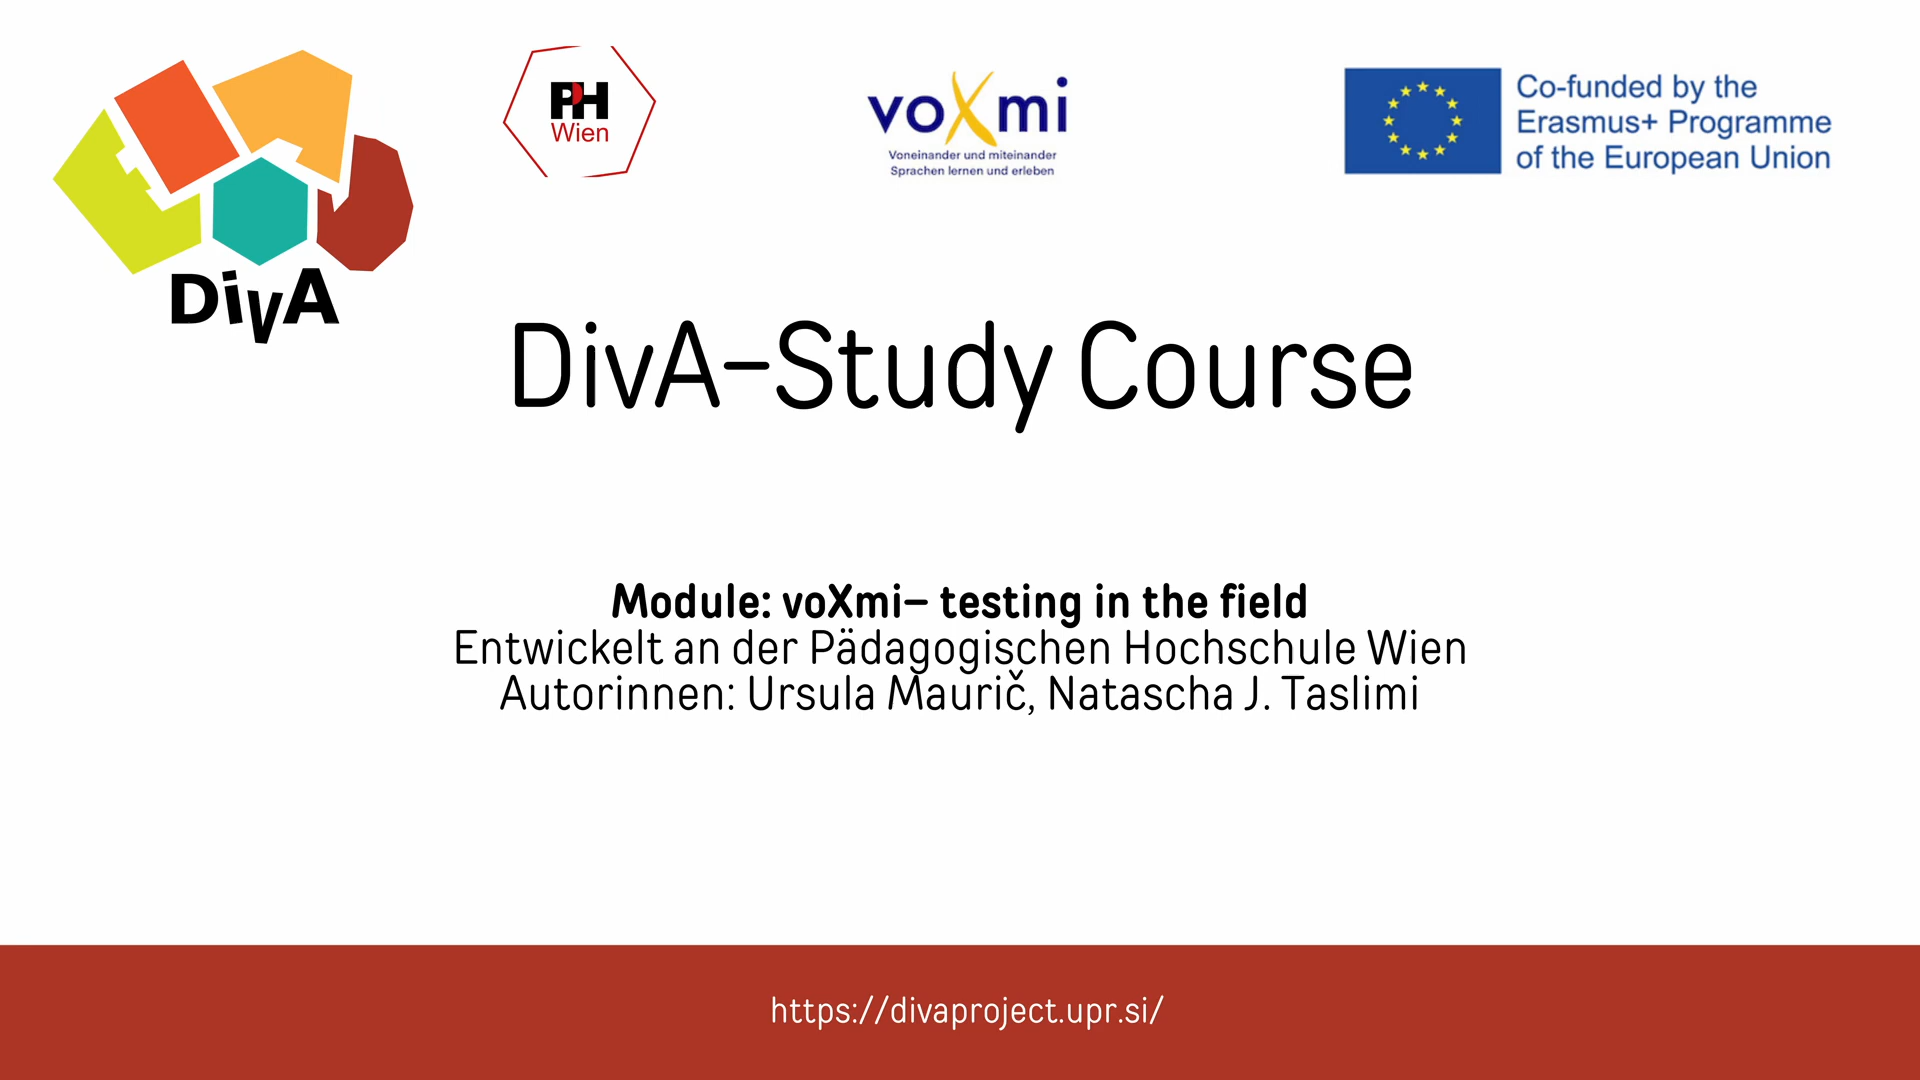 DivA
PH
Wien
voXmi
Voneinander und miteinander
Sprachen lernen und erleben
Co-funded by the
Erasmus+ Programme
of the European Union
DivA–Study Course
Module: voXmi– testing in the field
Entwickelt an der Pädagogischen Hochschule Wien
Autorinnen: Ursula Maurič, Natascha J. Taslimi
https://divaproject.upr.si/